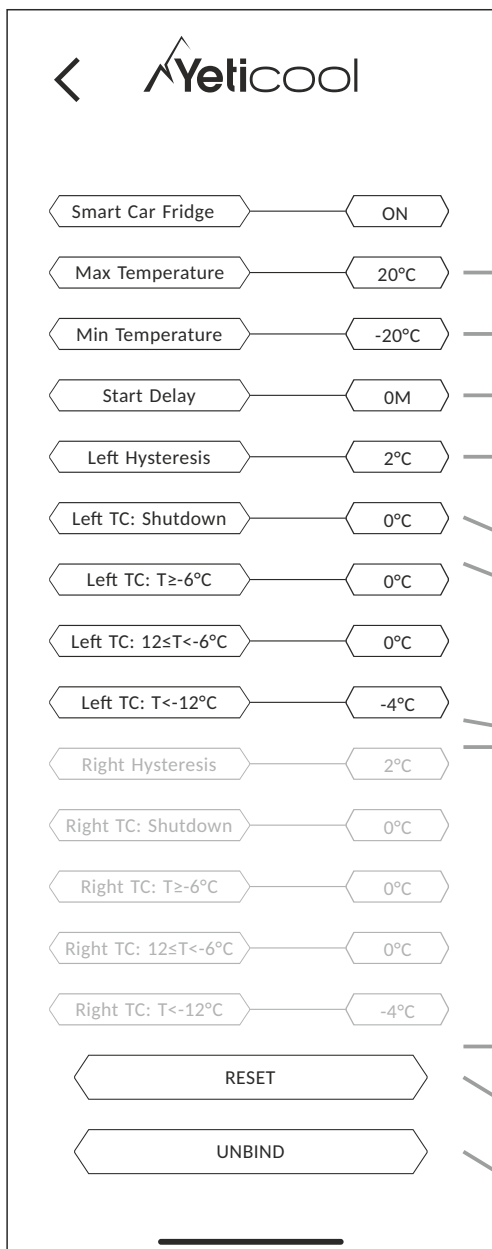 Yeticool
Smart Car Fridge ON
Max Temperature 20°C
Min Temperature -20°C
Start Delay 0M
Left Hysteresis 2°C
Left TC: Shutdown 0°C
Left TC: T≥-6°C 0°C
Left TC: 12≤T<-6°C 0°C
Left TC: T<-12°C -4°C
Right Hysteresis 2°C
Right TC: Shutdown 0°C
Right TC: T≥-6°C 0°C
Right TC: 12≤T<-6°C 0°C
Right TC: T<-12°C -4°C
RESET
UNBIND